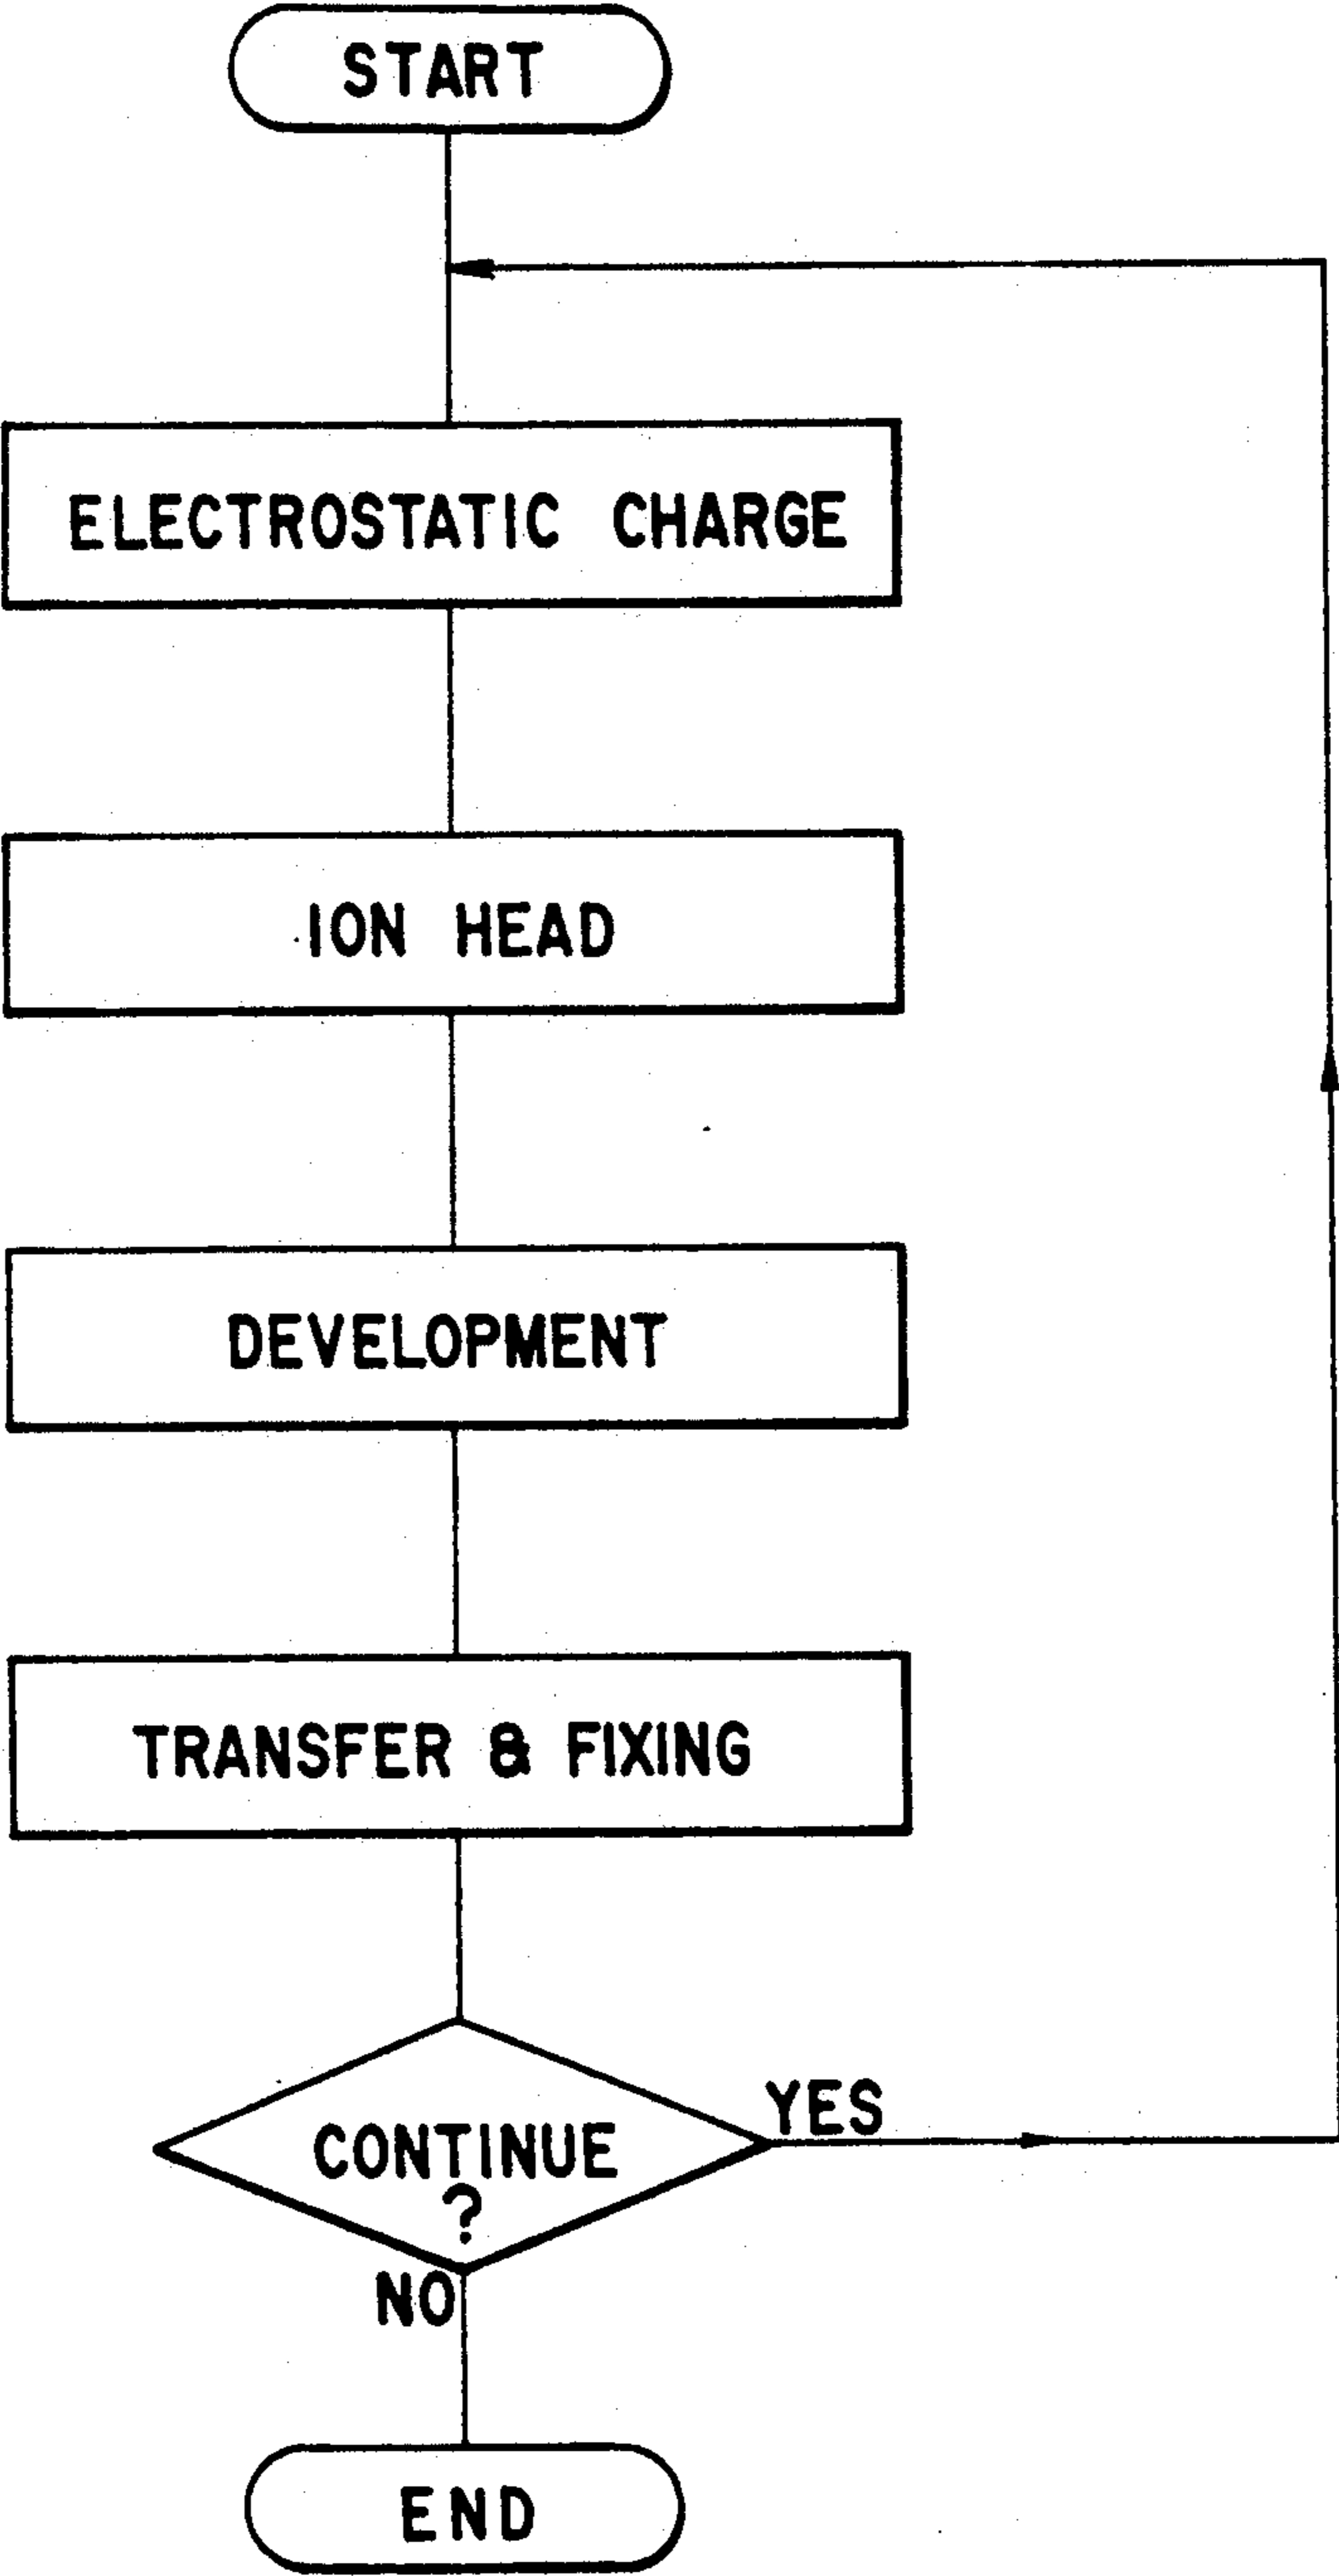 START
ELECTROSTATIC CHARGE
ION HEAD
DEVELOPMENT
TRANSFER & FIXING
YES
CONTINUE
?
NO
END